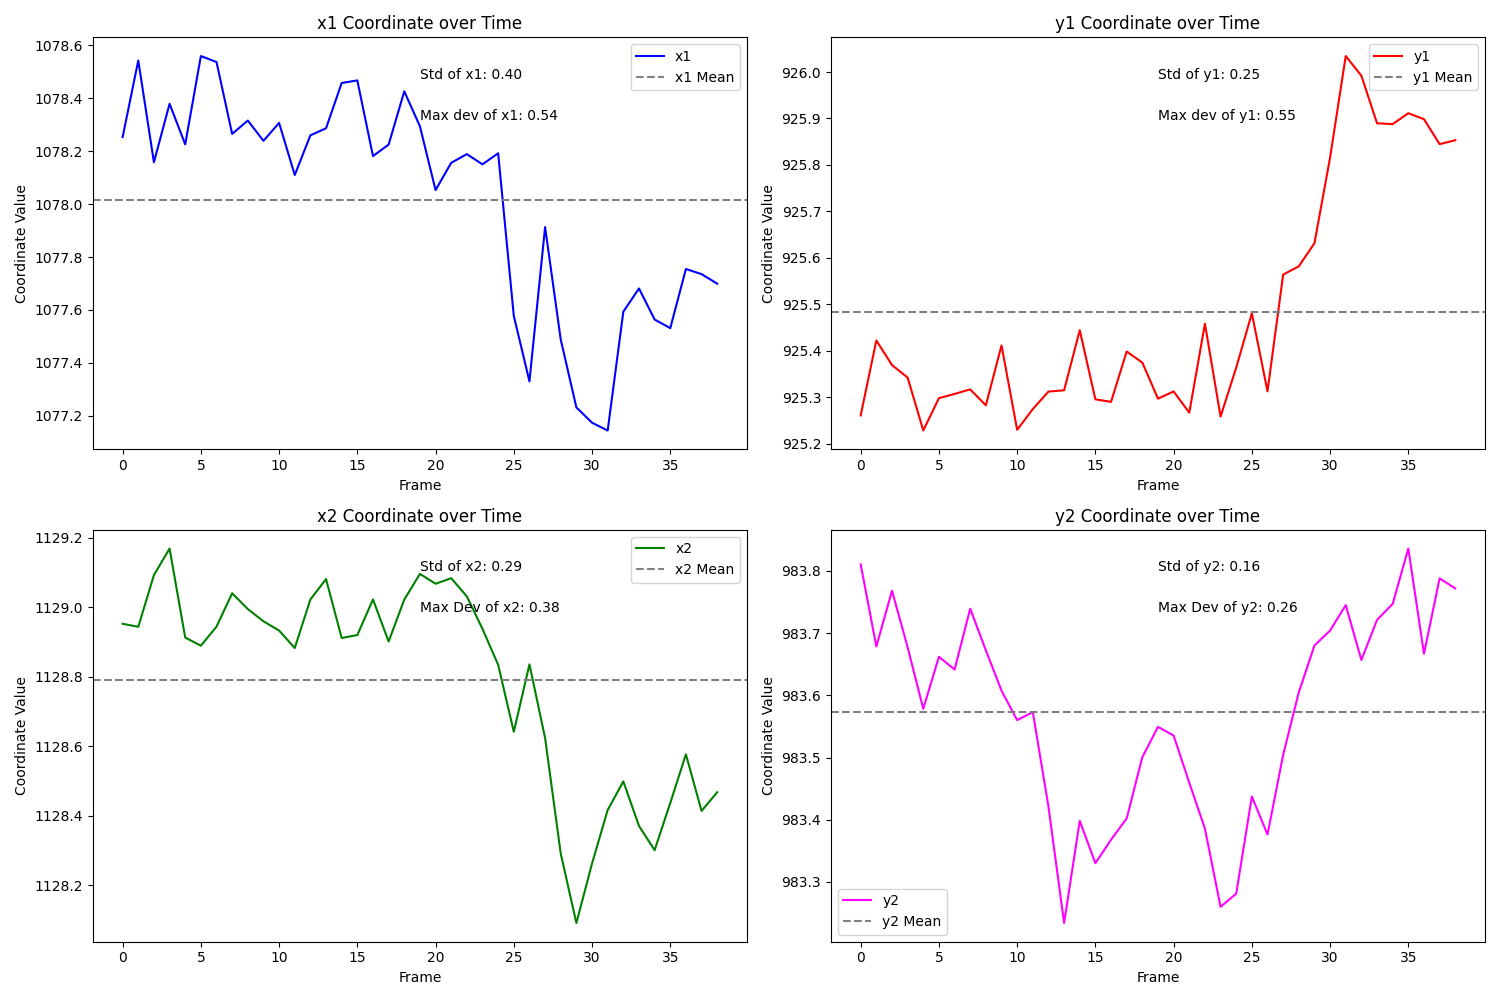 x1 Coordinate over Time
1078.6
1078.4
1078.2
1078.0
1077.8
1077.6
1077.4
1077.2
Coordinate Value
Std of x1: 0.40
Max dev of x1: 0.54
x1
x1 Mean
0 5 10 15 20 25 30 35
Frame
y1 Coordinate over Time
926.0
925.9
925.8
925.7
925.6
925.5
925.4
925.3
925.2
Coordinate Value
Std of y1: 0.25
Max dev of y1: 0.55
y1
y1 Mean
0 5 10 15 20 25 30 35
Frame
x2 Coordinate over Time
1129.2
1129.0
1128.8
1128.6
1128.4
1128.2
Coordinate Value
Std of x2: 0.29
Max Dev of x2: 0.38
x2
x2 Mean
0 5 10 15 20 25 30 35
Frame
y2 Coordinate over Time
983.8
983.7
983.6
983.5
983.4
983.3
Coordinate Value
Std of y2: 0.16
Max Dev of y2: 0.26
y2
y2 Mean
0 5 10 15 20 25 30 35
Frame